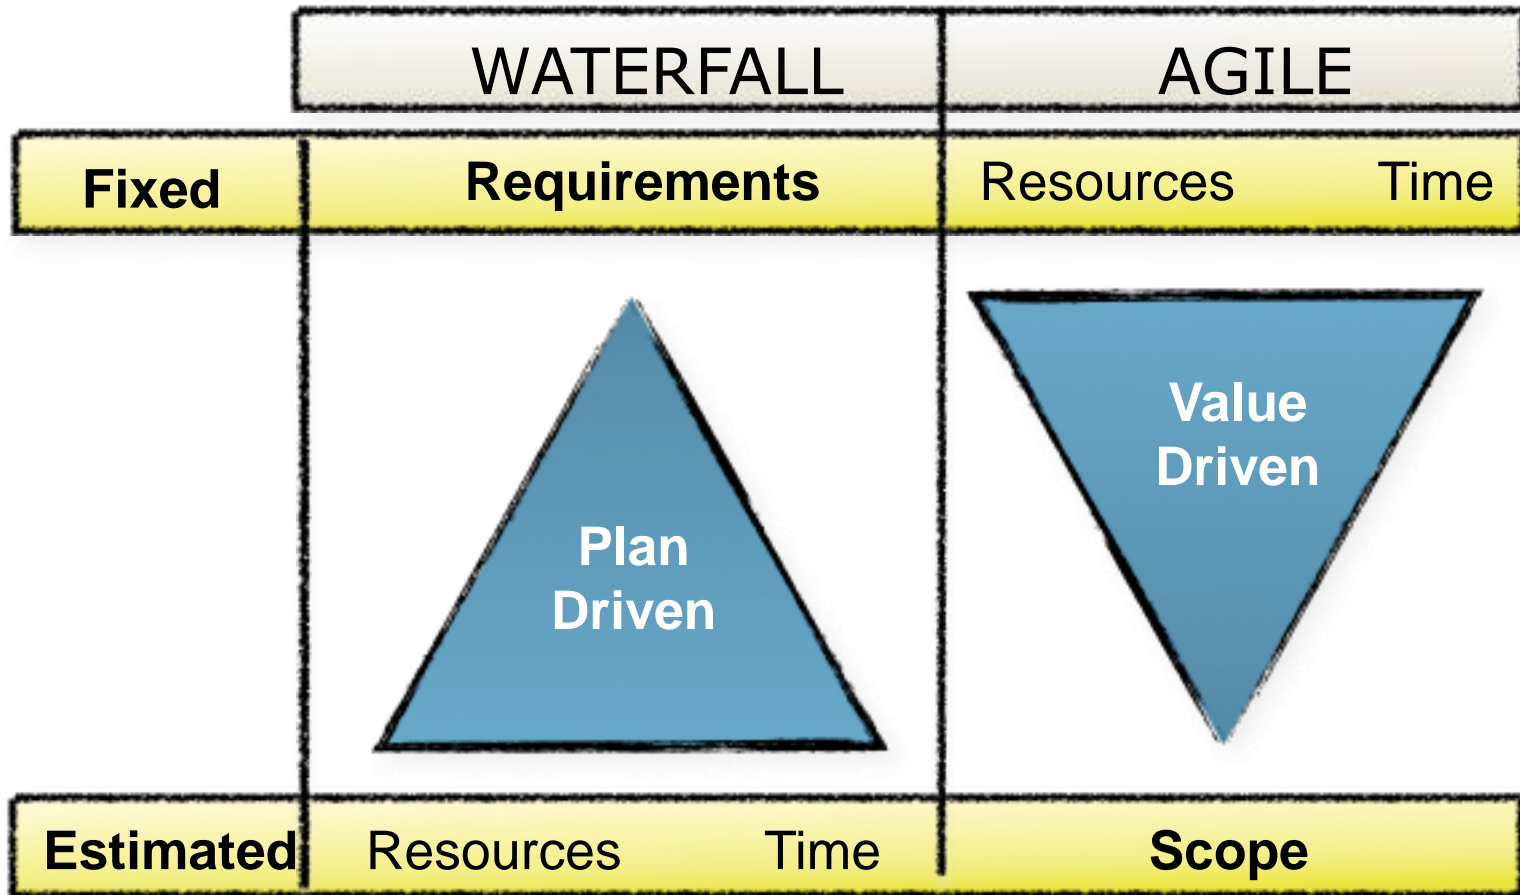 WATERFALL AGILE
Fixed Requirements Resources Time
Value
Driven
Plan
Driven
Estimated Resources Time Scope